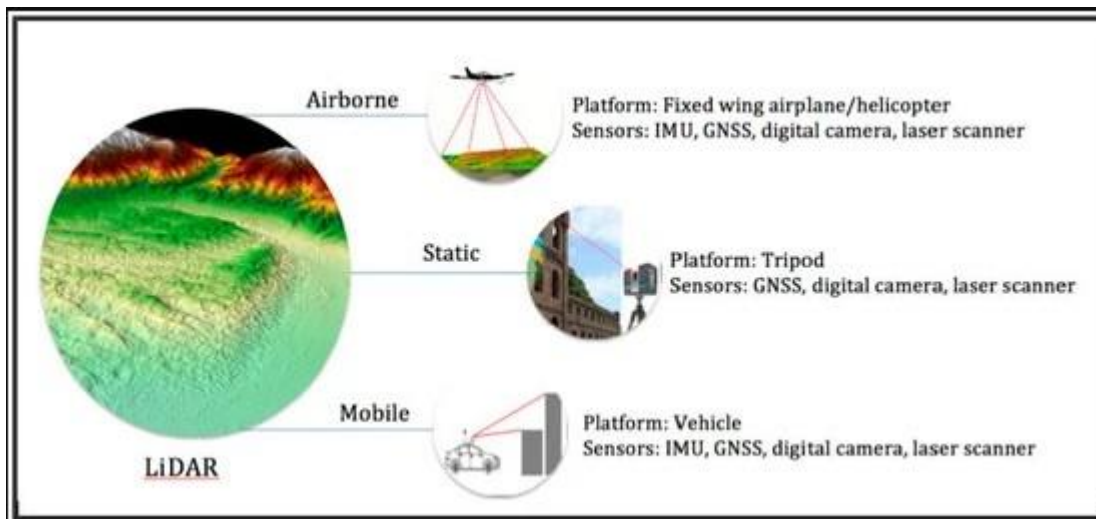 Airborne
Platform: Fixed wing airplane/helicopter
Sensors: IMU, GNSS, digital camera, laser scanner
Static
Platform: Tripod
Sensors: GNSS, digital camera, laser scanner
Mobile
Platform: Vehicle
Sensors: IMU, GNSS, digital camera, laser scanner
LiDAR